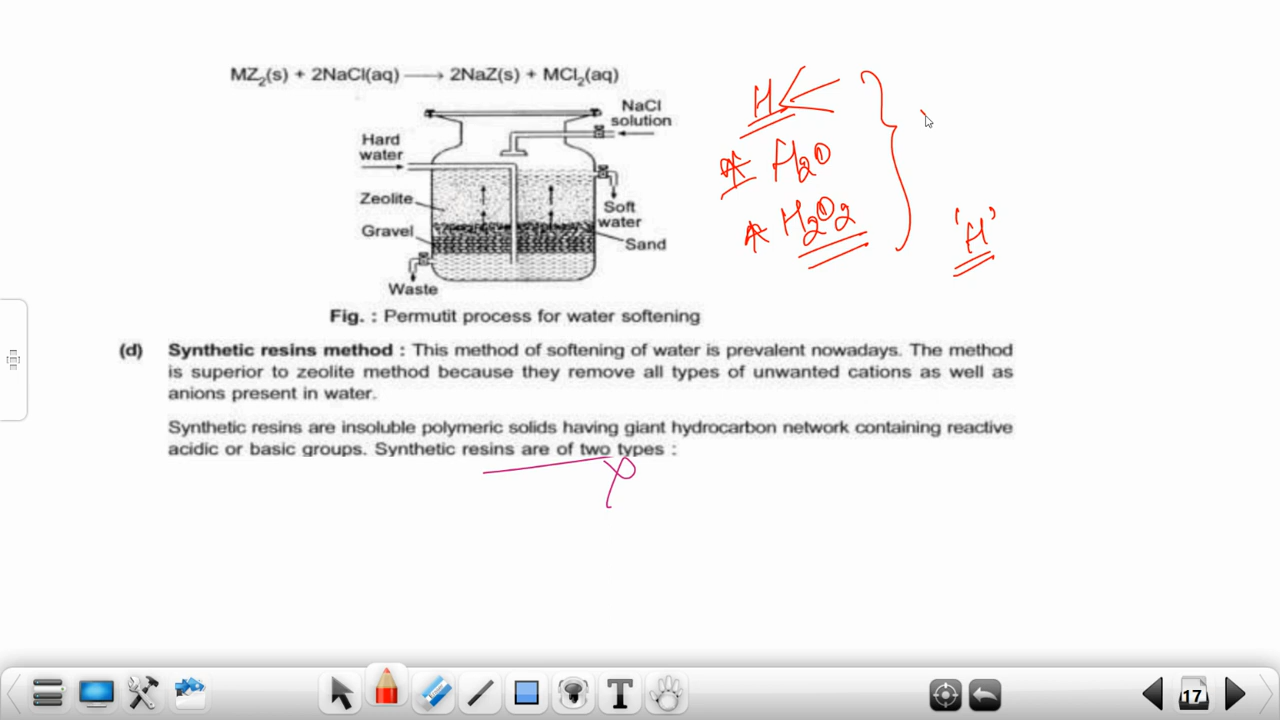 MZ₂(s) + 2NaCl(aq) ⟶ 2NaZ(s) + MCl₂(aq)
NaCl
solution
Hard
water
Zeolite
Gravel
Soft
water
Sand
Waste
Fig. : Permutit process for water softening
H
* H₂O
* H₂O₂
'H'
(d) Synthetic resins method : This method of softening of water is prevalent nowadays. The method
is superior to zeolite method because they remove all types of unwanted cations as well as
anions present in water.
Synthetic resins are insoluble polymeric solids having giant hydrocarbon network containing reactive
acidic or basic groups. Synthetic resins are of two types :
T
17